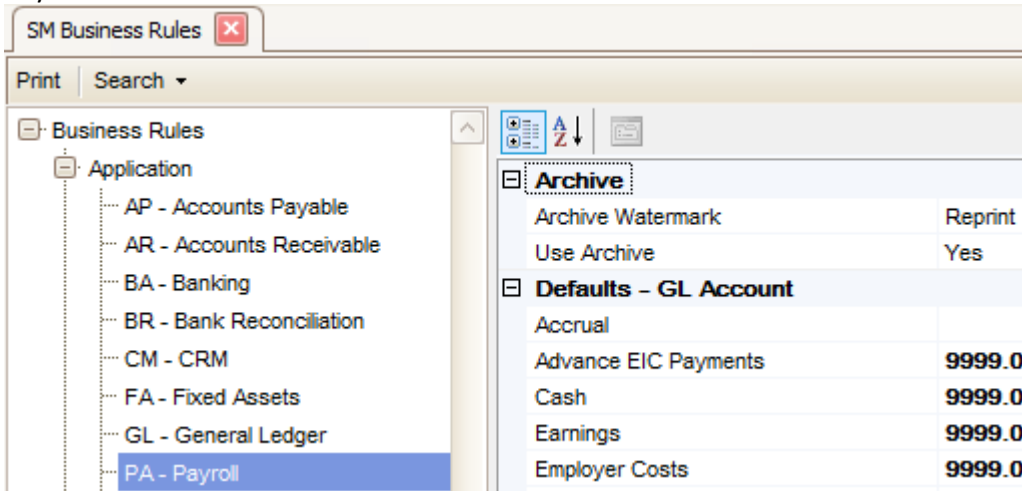 SM Business Rules
Print Search
Business Rules
Application
AP - Accounts Payable
AR - Accounts Receivable
BA - Banking
BR - Bank Reconciliation
CM - CRM
FA - Fixed Assets
GL - General Ledger
PA - Payroll
Archive
Archive Watermark Reprint
Use Archive Yes
Defaults - GL Account
Accrual
Advance EIC Payments 9999.0
Cash 9999.0
Earnings 9999.0
Employer Costs 9999.0